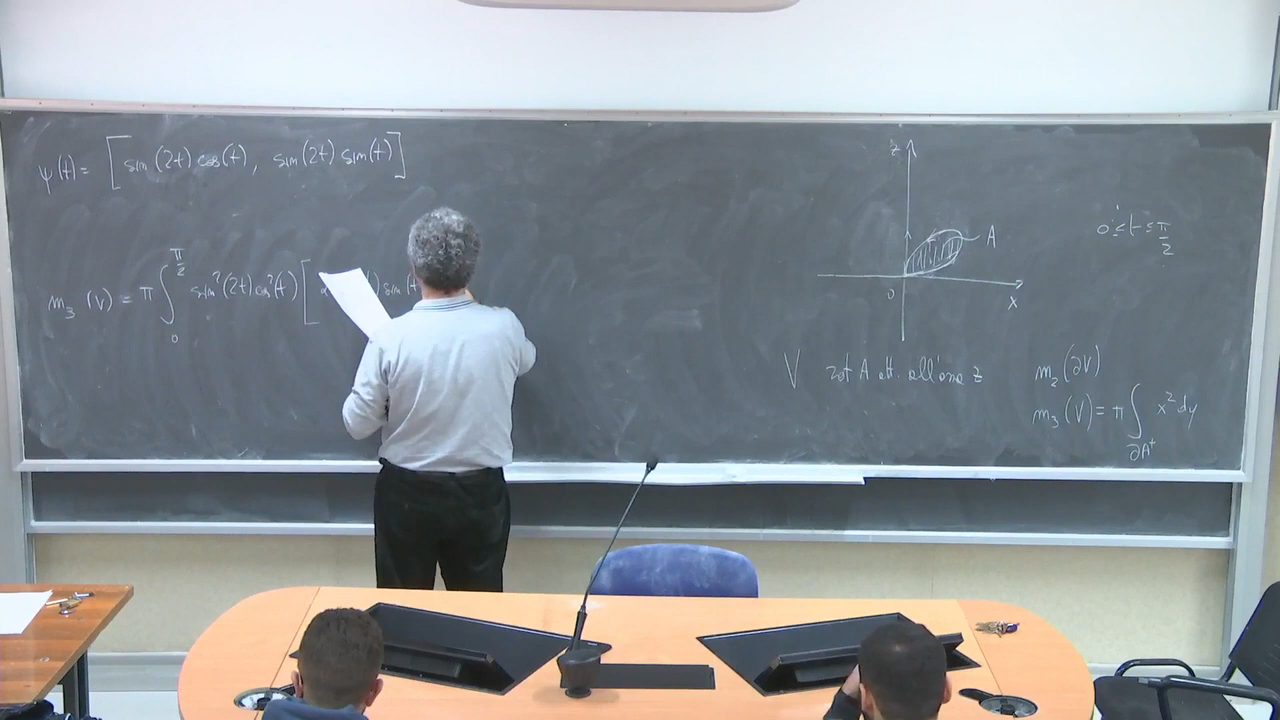 ψ(t) = [sin(2t)cos(t), sin(2t)sin(t)]
m₃(V) = π ∫₀^{π/2} sin²(2t)cos²(t) [ sin(t
z
A
0
x
0 ≤ t ≤ π/2
V rot A att. all'asse z
m₂(∂V)
m₃(V) = π ∫_{∂A⁺} x² dy